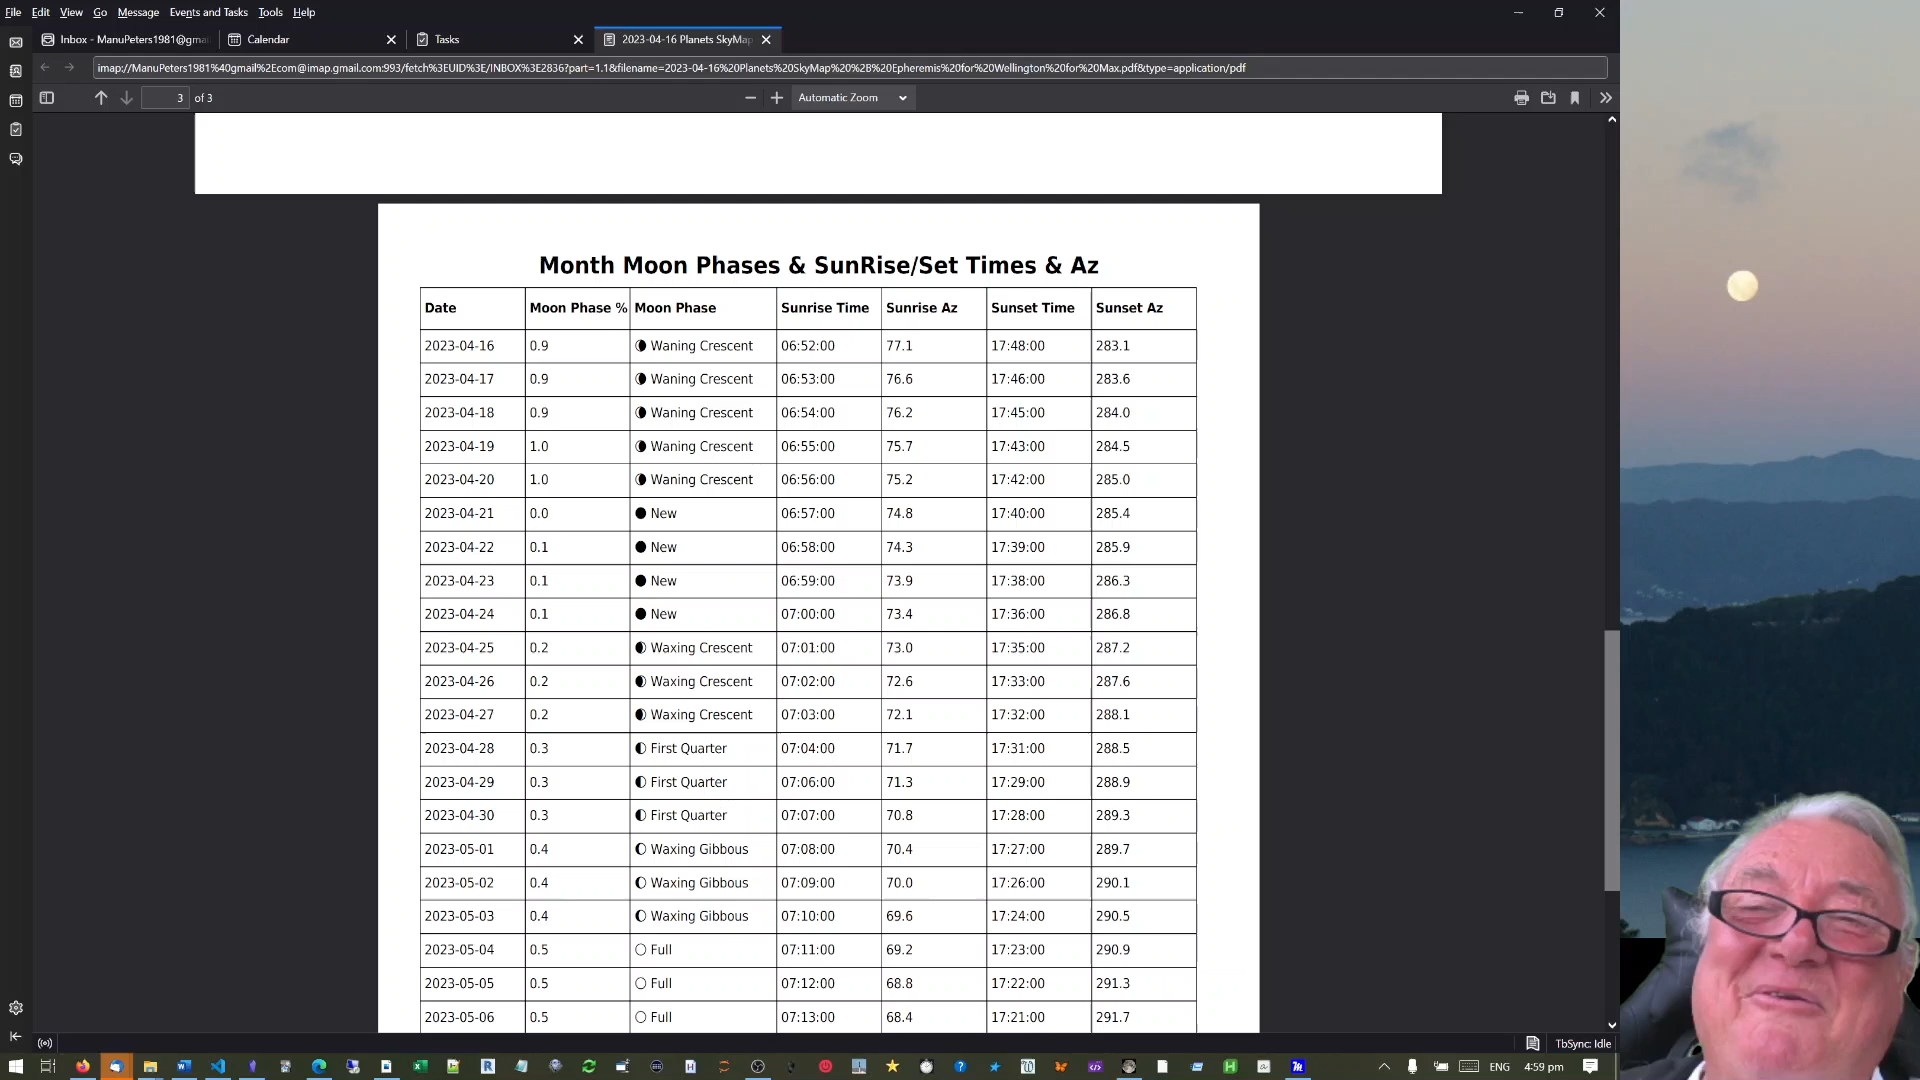 File Edit View Go Message Events and Tasks Tools Help
Inbox - ManuPeters1981@gma Calendar Tasks 2023-04-16 Planets SkyMap
imap://ManuPeters1981%40gmail%2Ecom@imap.gmail.com:993/fetch%3EUID%3E/INBOX%3E2836?part=1.1&filename=2023-04-16%20Planets%20SkyMap%20%2B%20Epheremis%20for%20Wellington%20for%20Max.pdf&type=application/pdf
3 of 3 Automatic Zoom
Month Moon Phases & SunRise/Set Times & Az
Date Moon Phase % Moon Phase Sunrise Time Sunrise Az Sunset Time Sunset Az
2023-04-16 0.9 Waning Crescent 06:52:00 77.1 17:48:00 283.1
2023-04-17 0.9 Waning Crescent 06:53:00 76.6 17:46:00 283.6
2023-04-18 0.9 Waning Crescent 06:54:00 76.2 17:45:00 284.0
2023-04-19 1.0 Waning Crescent 06:55:00 75.7 17:43:00 284.5
2023-04-20 1.0 Waning Crescent 06:56:00 75.2 17:42:00 285.0
2023-04-21 0.0 New 06:57:00 74.8 17:40:00 285.4
2023-04-22 0.1 New 06:58:00 74.3 17:39:00 285.9
2023-04-23 0.1 New 06:59:00 73.9 17:38:00 286.3
2023-04-24 0.1 New 07:00:00 73.4 17:36:00 286.8
2023-04-25 0.2 Waxing Crescent 07:01:00 73.0 17:35:00 287.2
2023-04-26 0.2 Waxing Crescent 07:02:00 72.6 17:33:00 287.6
2023-04-27 0.2 Waxing Crescent 07:03:00 72.1 17:32:00 288.1
2023-04-28 0.3 First Quarter 07:04:00 71.7 17:31:00 288.5
2023-04-29 0.3 First Quarter 07:06:00 71.3 17:29:00 288.9
2023-04-30 0.3 First Quarter 07:07:00 70.8 17:28:00 289.3
2023-05-01 0.4 Waxing Gibbous 07:08:00 70.4 17:27:00 289.7
2023-05-02 0.4 Waxing Gibbous 07:09:00 70.0 17:26:00 290.1
2023-05-03 0.4 Waxing Gibbous 07:10:00 69.6 17:24:00 290.5
2023-05-04 0.5 Full 07:11:00 69.2 17:23:00 290.9
2023-05-05 0.5 Full 07:12:00 68.8 17:22:00 291.3
2023-05-06 0.5 Full 07:13:00 68.4 17:21:00 291.7
TbSync: Idle
ENG 4:59 pm